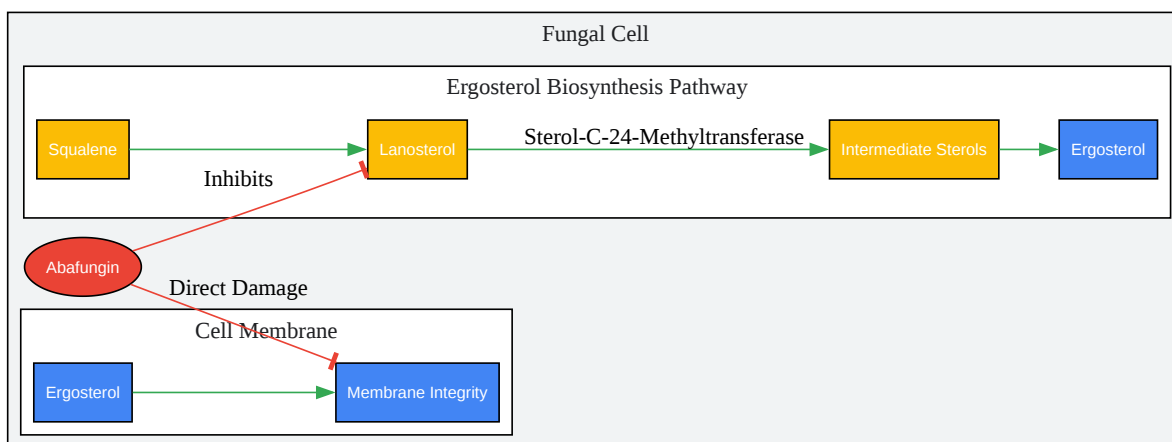 Fungal Cell
Ergosterol Biosynthesis Pathway
Squalene
Lanosterol
Sterol-C-24-Methyltransferase
Intermediate Sterols
Ergosterol
Inhibits
Abafungin
Direct Damage
Cell Membrane
Ergosterol
Membrane Integrity